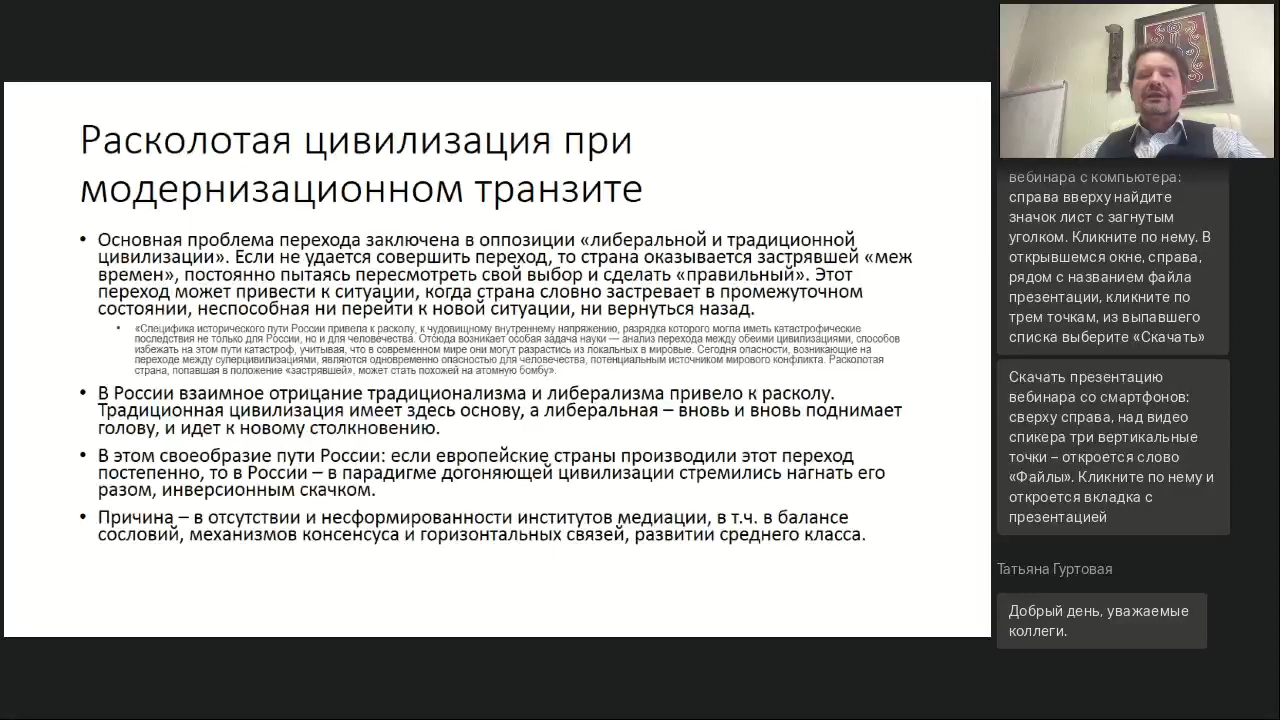 Расколотая цивилизация при
модернизационном транзите
• Основная проблема перехода заключена в оппозиции «либеральной и традиционной
цивилизации». Если не удается совершить переход, то страна оказывается застрявшей «меж
времен», постоянно пытаясь пересмотреть свой выбор и сделать «правильный». Этот
переход может привести к ситуации, когда страна словно застревает в промежуточном
состоянии, неспособная ни перейти к новой ситуации, ни вернуться назад.
• «Специфика исторического пути России привела к расколу, к чудовищному внутреннему напряжению, разрядка которого могла иметь катастрофические
последствия не только для России, но и для человечества. Отсюда возникает особая задача науки — анализ перехода между обеими цивилизациями, способов
избежать на этом пути катастроф, учитывая, что в современном мире они могут разрастись из локальных в мировые. Сегодня опасности, возникающие на
переходе между суперцивилизациями, являются одновременно опасностью для человечества, потенциальным источником мирового конфликта. Расколотая
страна, попавшая в положение «застрявшей», может стать похожей на атомную бомбу».
• В России взаимное отрицание традиционализма и либерализма привело к расколу.
Традиционная цивилизация имеет здесь основу, а либеральная – вновь и вновь поднимает
голову, и идет к новому столкновению.
• В этом своеобразие пути России: если европейские страны производили этот переход
постепенно, то в России – в парадигме догоняющей цивилизации стремились нагнать его
разом, инверсионным скачком.
• Причина – в отсутствии и несформированности институтов медиации, в т.ч. в балансе
сословий, механизмов консенсуса и горизонтальных связей, развитии среднего класса.
вебинара с компьютера:
справа вверху найдите
значок лист с загнутым
уголком. Кликните по нему. В
открывшемся окне, справа,
рядом с названием файла
презентации, кликните по
трем точкам, из выпавшего
списка выберите «Скачать»
Скачать презентацию
вебинара со смартфонов:
сверху справа, над видео
спикера три вертикальные
точки – откроется слово
«Файлы». Кликните по нему и
откроется вкладка с
презентацией
Татьяна Гуртовая
Добрый день, уважаемые
коллеги.